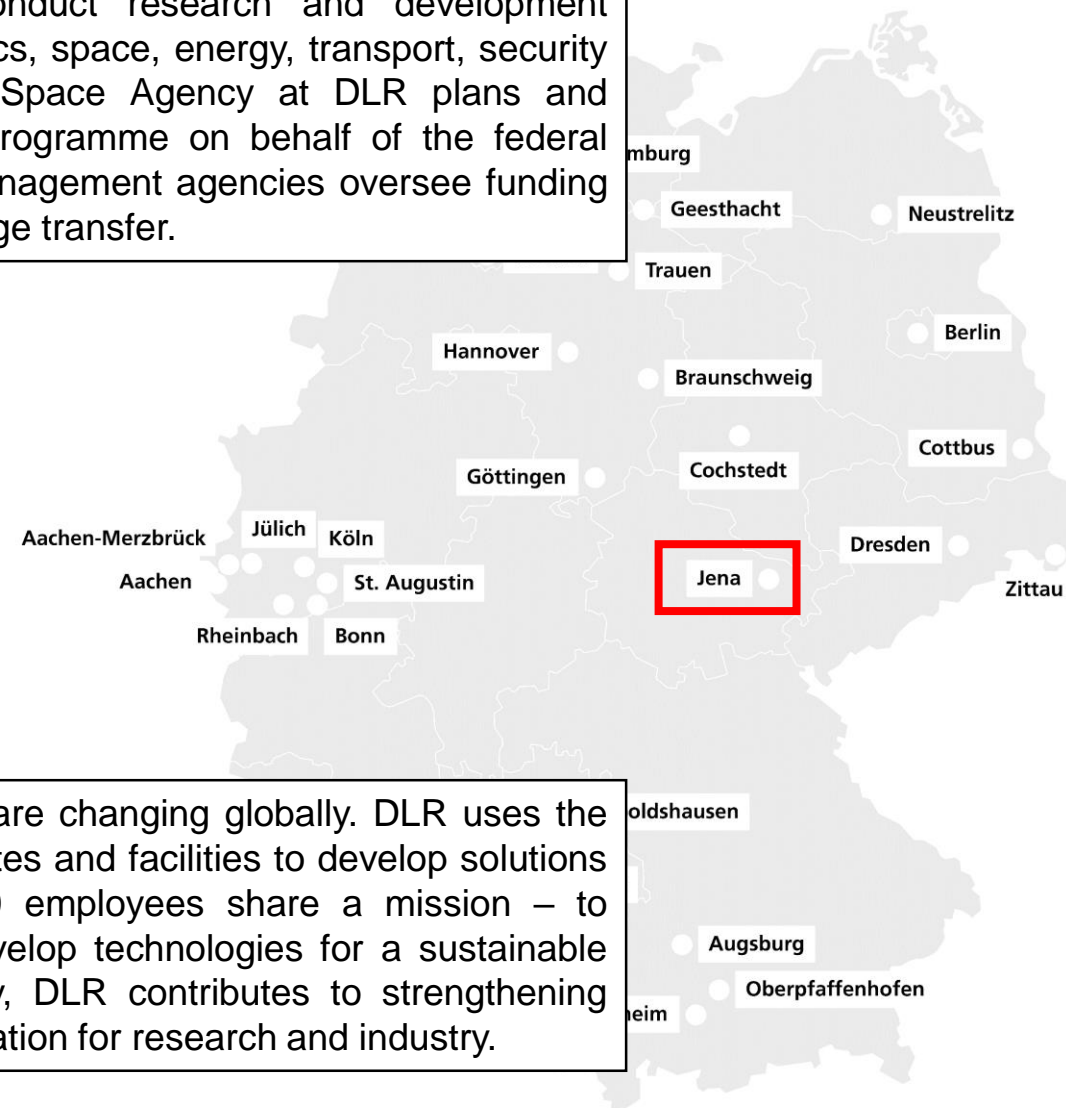 onduct research and development
cs, space, energy, transport, security
Space Agency at DLR plans and
rogramme on behalf of the federal
nagement agencies oversee funding
ge transfer.
mburg
Geesthacht
Neustrelitz
Trauen
Berlin
Hannover
Braunschweig
Cottbus
Göttingen
Cochstedt
Aachen-Merzbrück
Jülich
Köln
Dresden
Aachen
St. Augustin
Jena
Zittau
Rheinbach
Bonn
are changing globally. DLR uses the
tes and facilities to develop solutions
employees share a mission – to
velop technologies for a sustainable
y, DLR contributes to strengthening
ation for research and industry.
oldshausen
Augsburg
Oberpfaffenhofen
heim